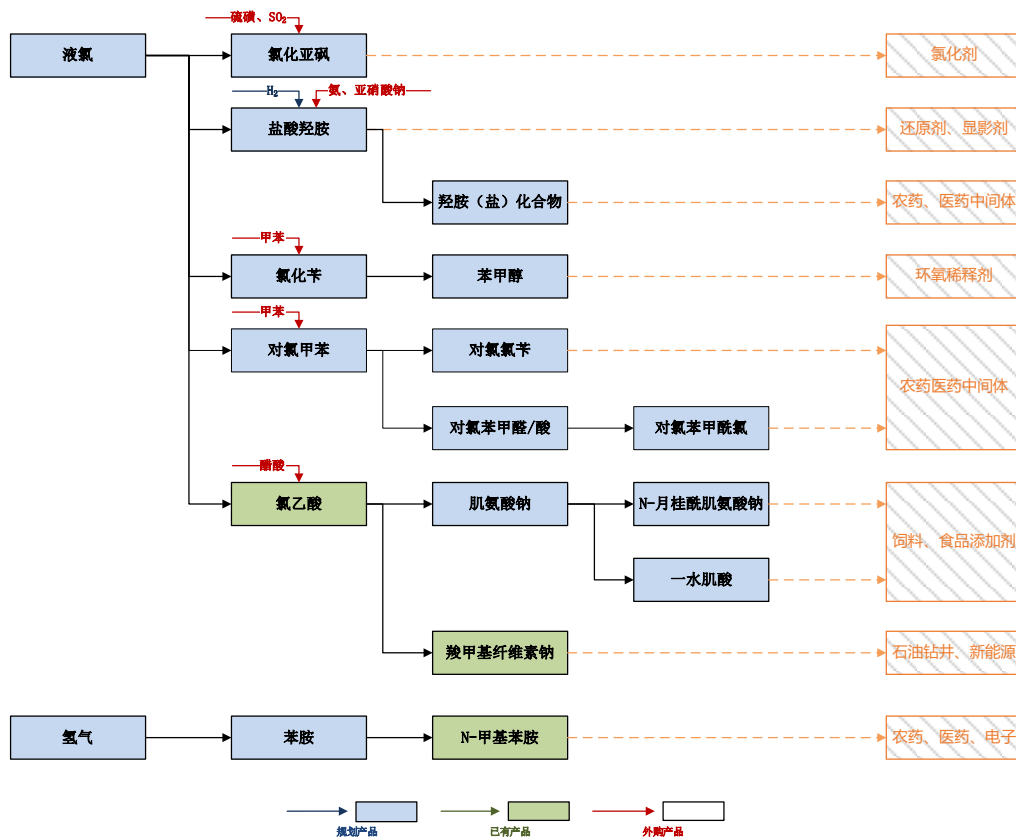 硫磺、SO₂
液氯
氯化亚砜
氯化剂
H₂
氨、亚硝酸钠
盐酸羟胺
还原剂、显影剂
羟胺（盐）化合物
农药、医药中间体
甲苯
氯化苄
苯甲醇
环氧稀释剂
甲苯
对氯甲苯
对氯氯苄
农药医药中间体
对氯苯甲醛/酸
对氯苯甲酰氯
醋酸
氯乙酸
肌氨酸钠
N-月桂酰肌氨酸钠
饲料、食品添加剂
一水肌酸
羧甲基纤维素钠
石油钻井、新能源
氢气
苯胺
N-甲基苯胺
农药、医药、电子
规划产品
已有产品
外购产品